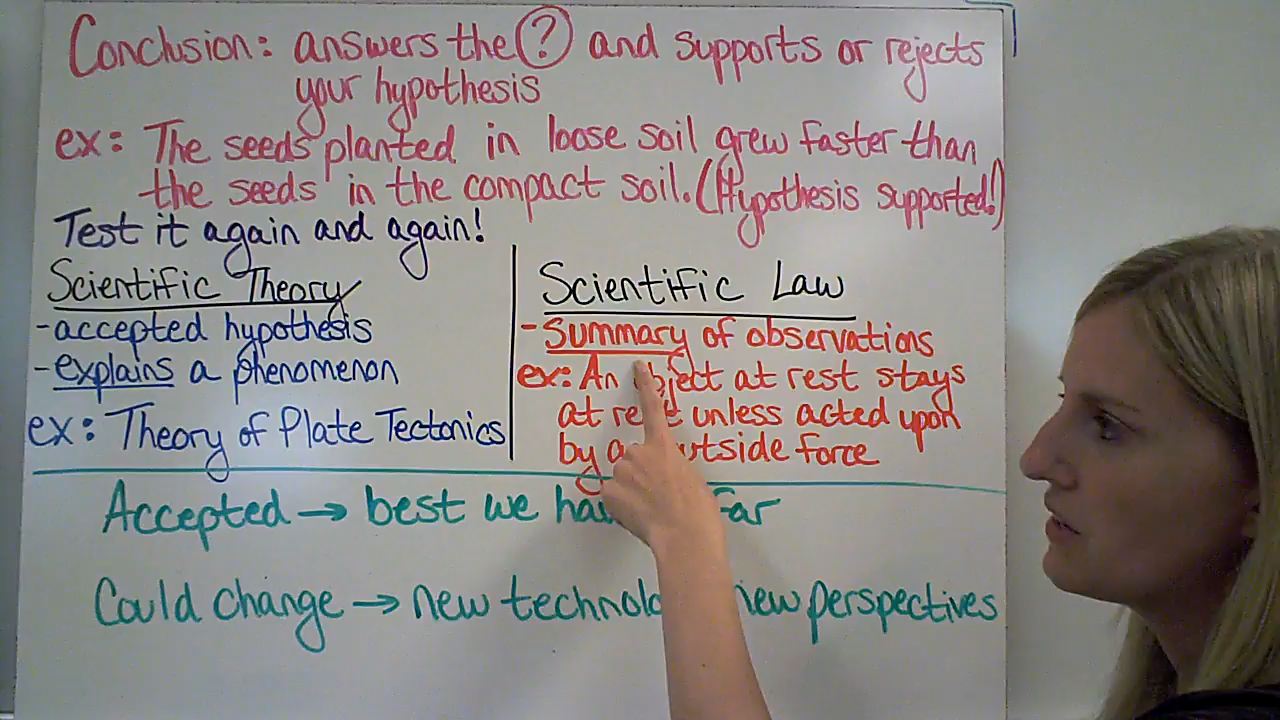 Conclusion: answers the ? and supports or rejects
your hypothesis
ex: The seeds planted in loose soil grew faster than
the seeds in the compact soil. (Hypothesis supported!)
Test it again and again!
Scientific Theory
-accepted hypothesis
-explains a phenomenon
ex: Theory of Plate Tectonics
Scientific Law
-Summary of observations
ex: An object at rest stays
at rest unless acted upon
by outside force
Accepted → best we far
Could change → new new perspectives